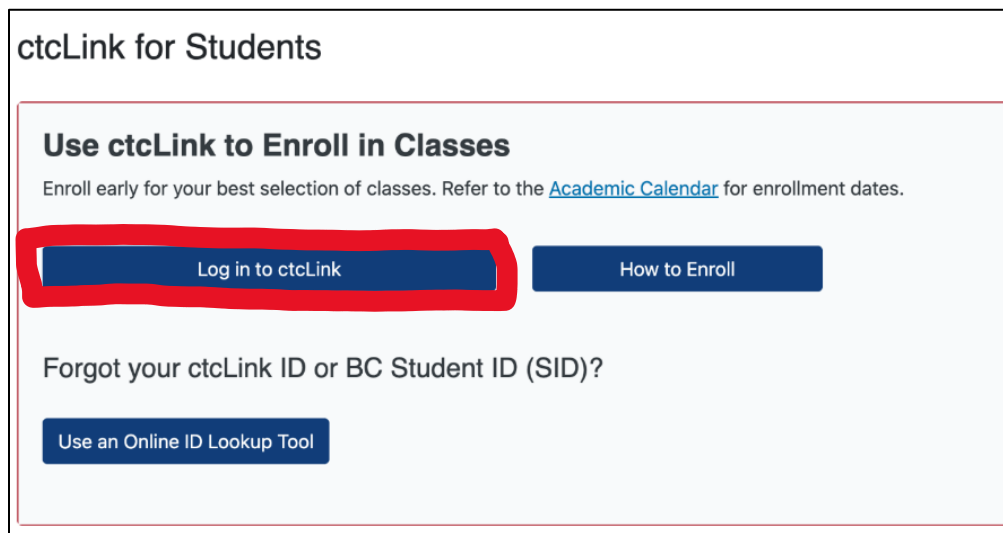 ctcLink for Students
Use ctcLink to Enroll in Classes
Enroll early for your best selection of classes. Refer to the Academic Calendar for enrollment dates.
Log in to ctcLink
How to Enroll
Forgot your ctcLink ID or BC Student ID (SID)?
Use an Online ID Lookup Tool